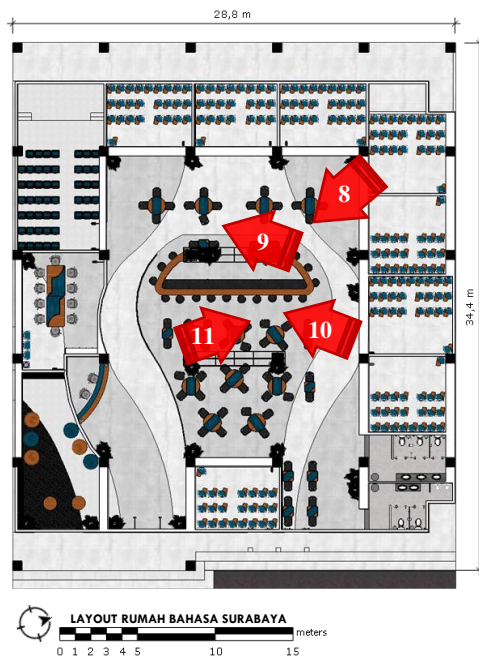 28,8 m
8
9
34,4 m
11
10
LAYOUT RUMAH BAHASA SURABAYA
meters
0 1 2 3 4 5 10 15